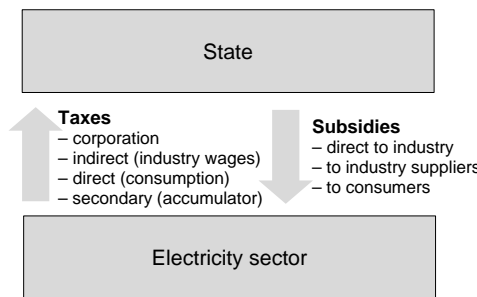 State
Taxes
– corporation
– indirect (industry wages)
– direct (consumption)
– secondary (accumulator)
Subsidies
– direct to industry
– to industry suppliers
– to consumers
Electricity sector